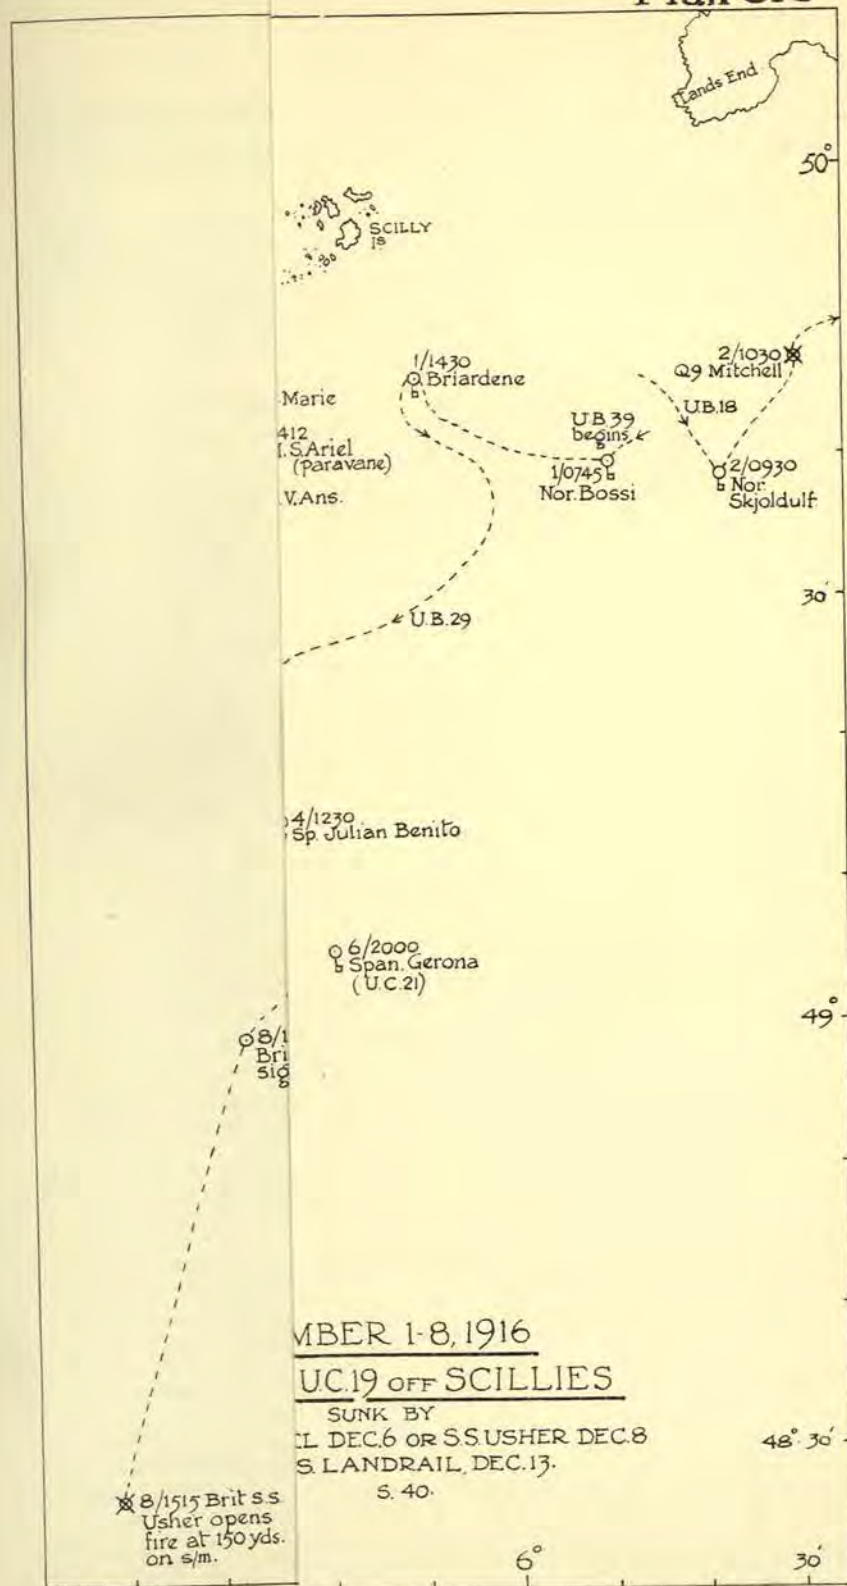 Lands End
50°
SCILLY
Is
1/1430
Briardene
2/1030
Q9 Mitchell
Marie
U.B.18
412
S. Ariel
(paravane)
U.B 39
begins
V. Ans.
1/0745
Nor. Bossi
2/0930
Nor.
Skjoldulf
30'
U.B.29
4/1230
Sp. Julian Benito
6/2000
Span. Gerona
(U.C.21)
49°
8/1
Bri
sig
MBER 1-8, 1916
U.C.19 OFF SCILLIES
SUNK BY
EL DEC.6 OR S.S. USHER DEC.8
S. LANDRAIL, DEC.13.
S. 40.
48° 30'
8/1515 Brit s.s.
Usher opens
fire at 150 yds.
on s/m.
6°
30'